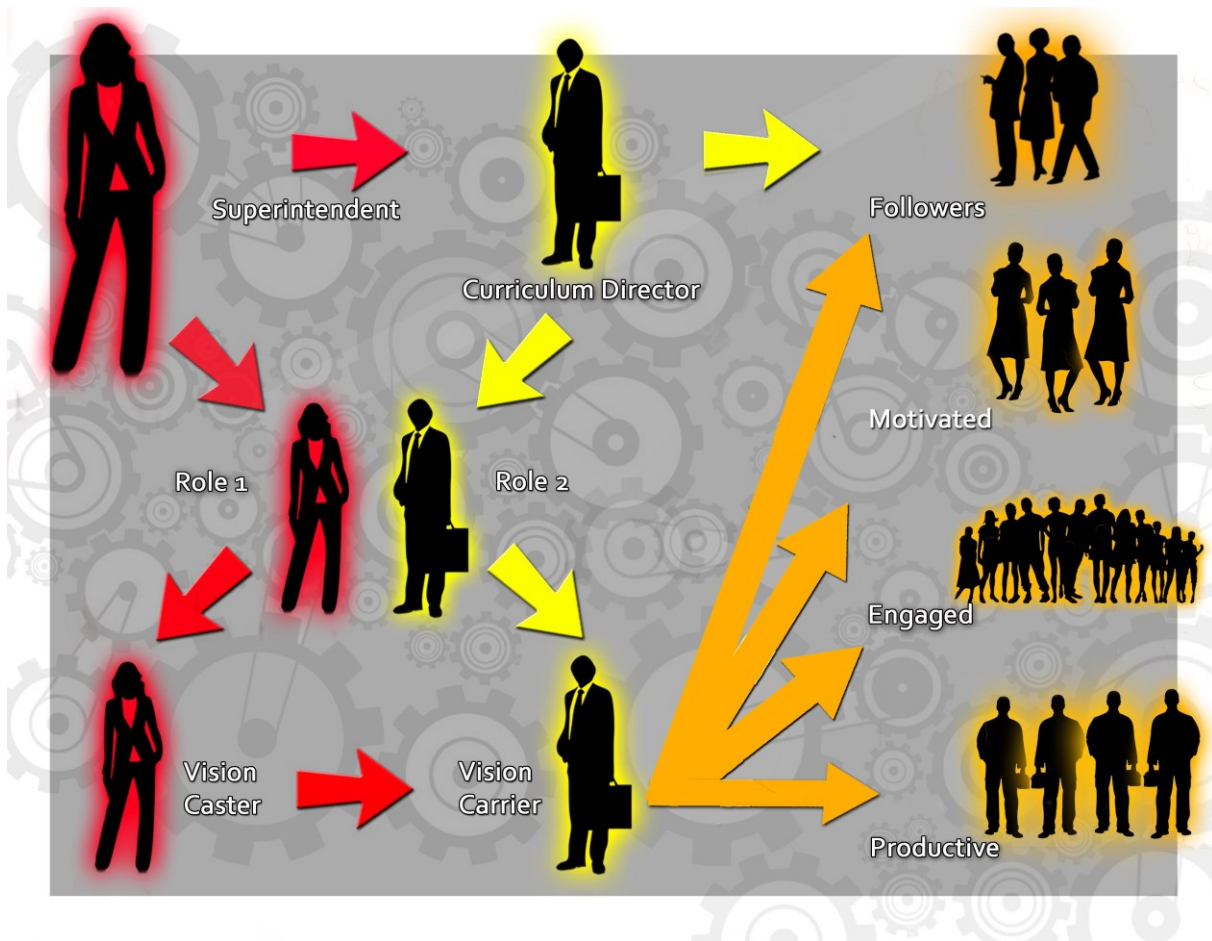 Superintendent
Followers
Curriculum Director
Motivated
Role 1
Role 2
Engaged
Vision
Caster
Vision
Carrier
Productive